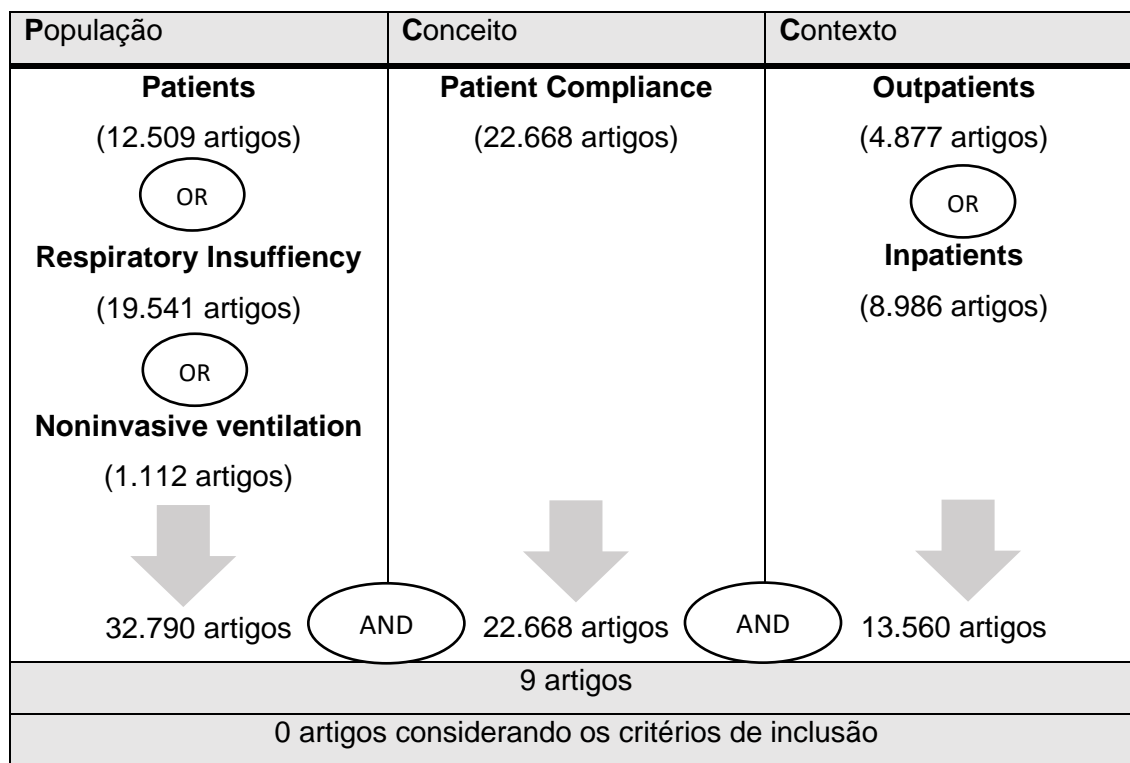 População
Conceito
Contexto
Patients
(12.509 artigos)
OR
Respiratory Insuffiency
(19.541 artigos)
OR
Noninvasive ventilation
(1.112 artigos)
32.790 artigos
AND
Patient Compliance
(22.668 artigos)
22.668 artigos
AND
Outpatients
(4.877 artigos)
OR
Inpatients
(8.986 artigos)
13.560 artigos
9 artigos
0 artigos considerando os critérios de inclusão